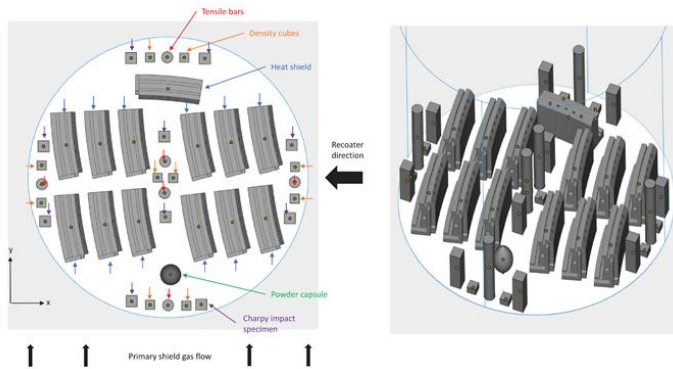 Tensile bars
Density cubes
Heat shield
Recoater
direction
y
x
Powder capsule
Charpy impact
specimen
Primary shield gas flow